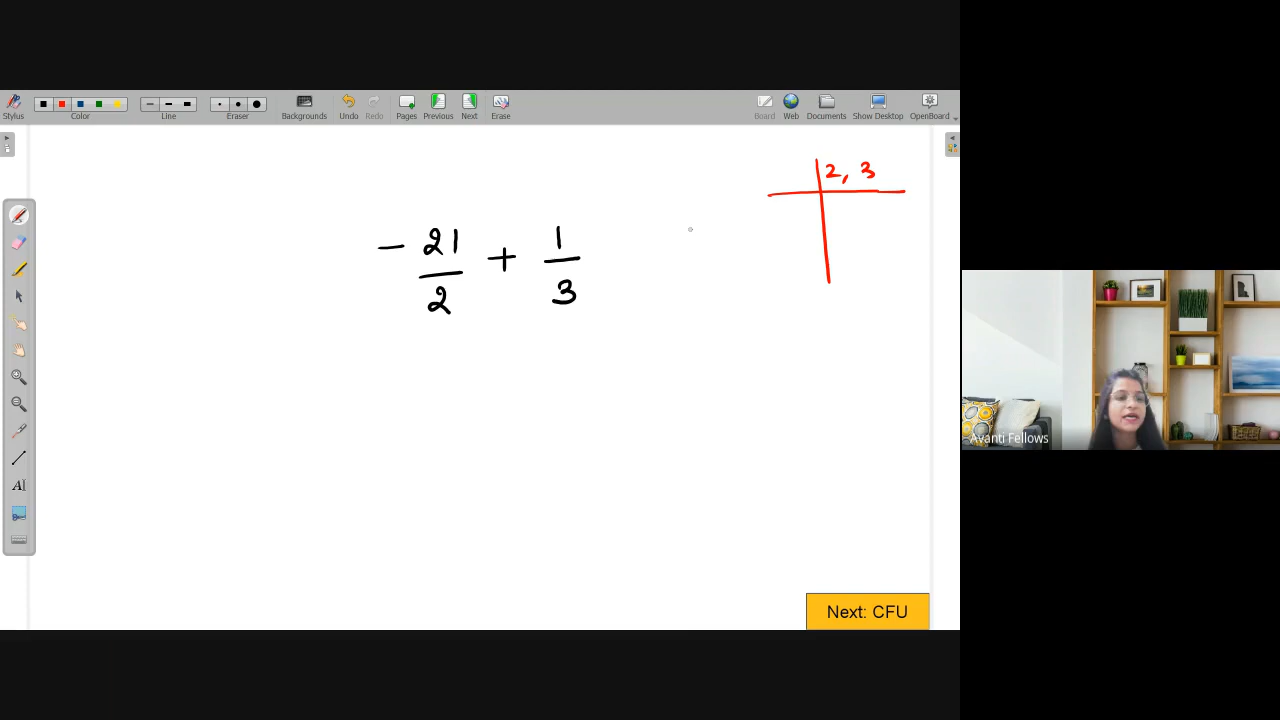 Stylus Color Line Eraser Backgrounds Undo Redo Pages Previous Next Erase Board Web Documents Show Desktop OpenBoard
2, 3
- 21/2 + 1/3
Avanti Fellows
Next: CFU